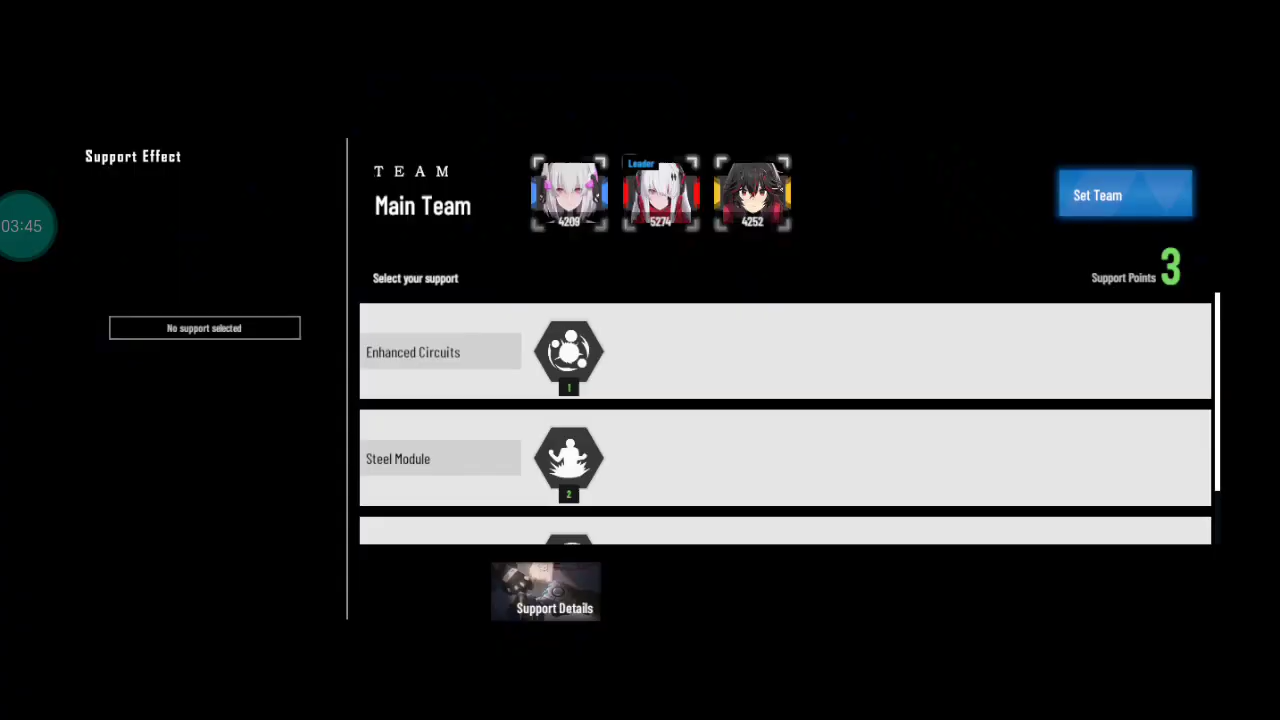 Support Effect
03:45
No support selected
TEAM
Main Team
Leader
4209
5274
4252
Set Team
Select your support
Support Points 3
Enhanced Circuits
1
Steel Module
2
Support Details